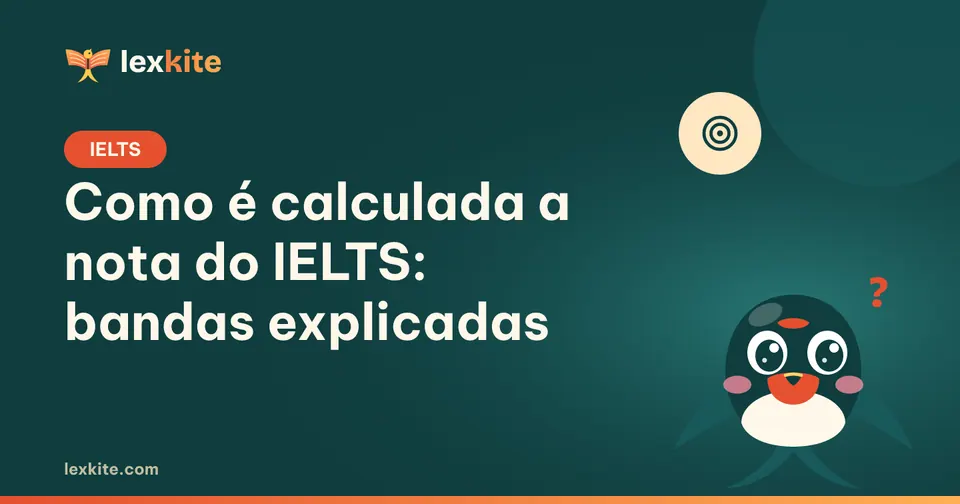 lexkite
IELTS
Como é calculada a
nota do IELTS:
bandas explicadas
?
lexkite.com